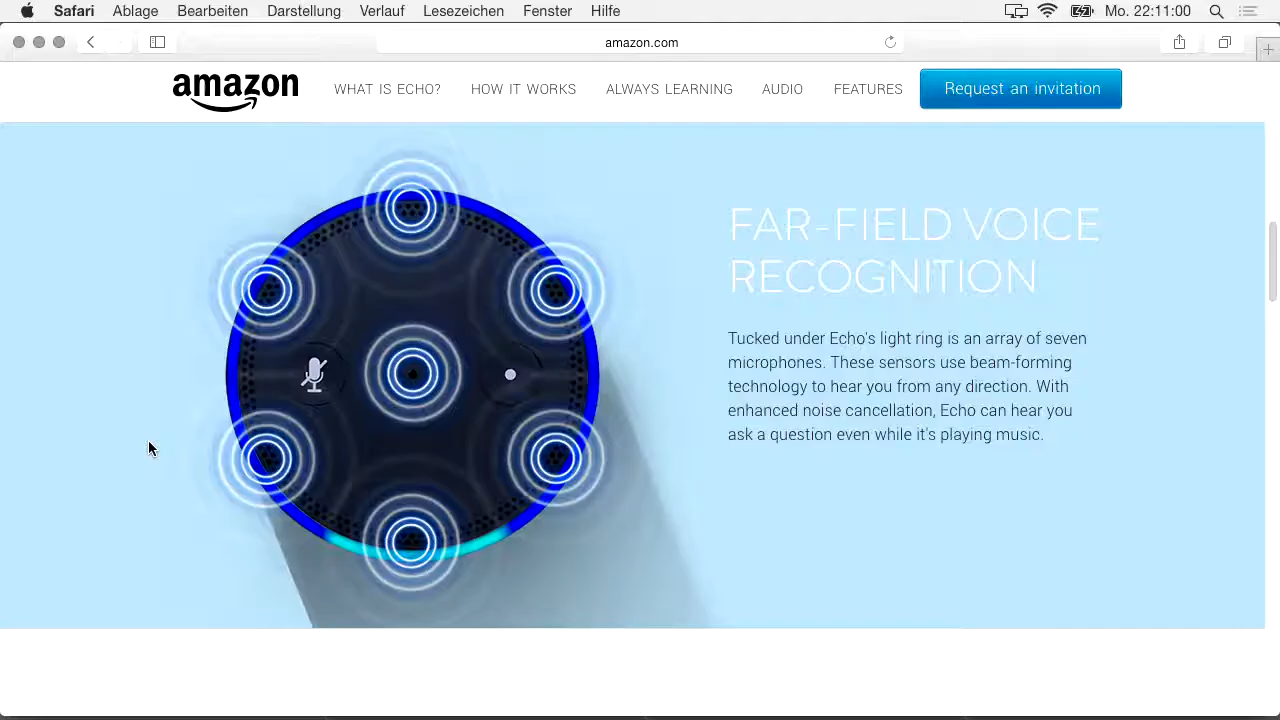 Safari Ablage Bearbeiten Darstellung Verlauf Lesezeichen Fenster Hilfe Mo. 22:11:00
amazon.com
amazon WHAT IS ECHO? HOW IT WORKS ALWAYS LEARNING AUDIO FEATURES Request an invitation
FAR-FIELD VOICE
RECOGNITION
Tucked under Echo's light ring is an array of seven
microphones. These sensors use beam-forming
technology to hear you from any direction. With
enhanced noise cancellation, Echo can hear you
ask a question even while it's playing music.